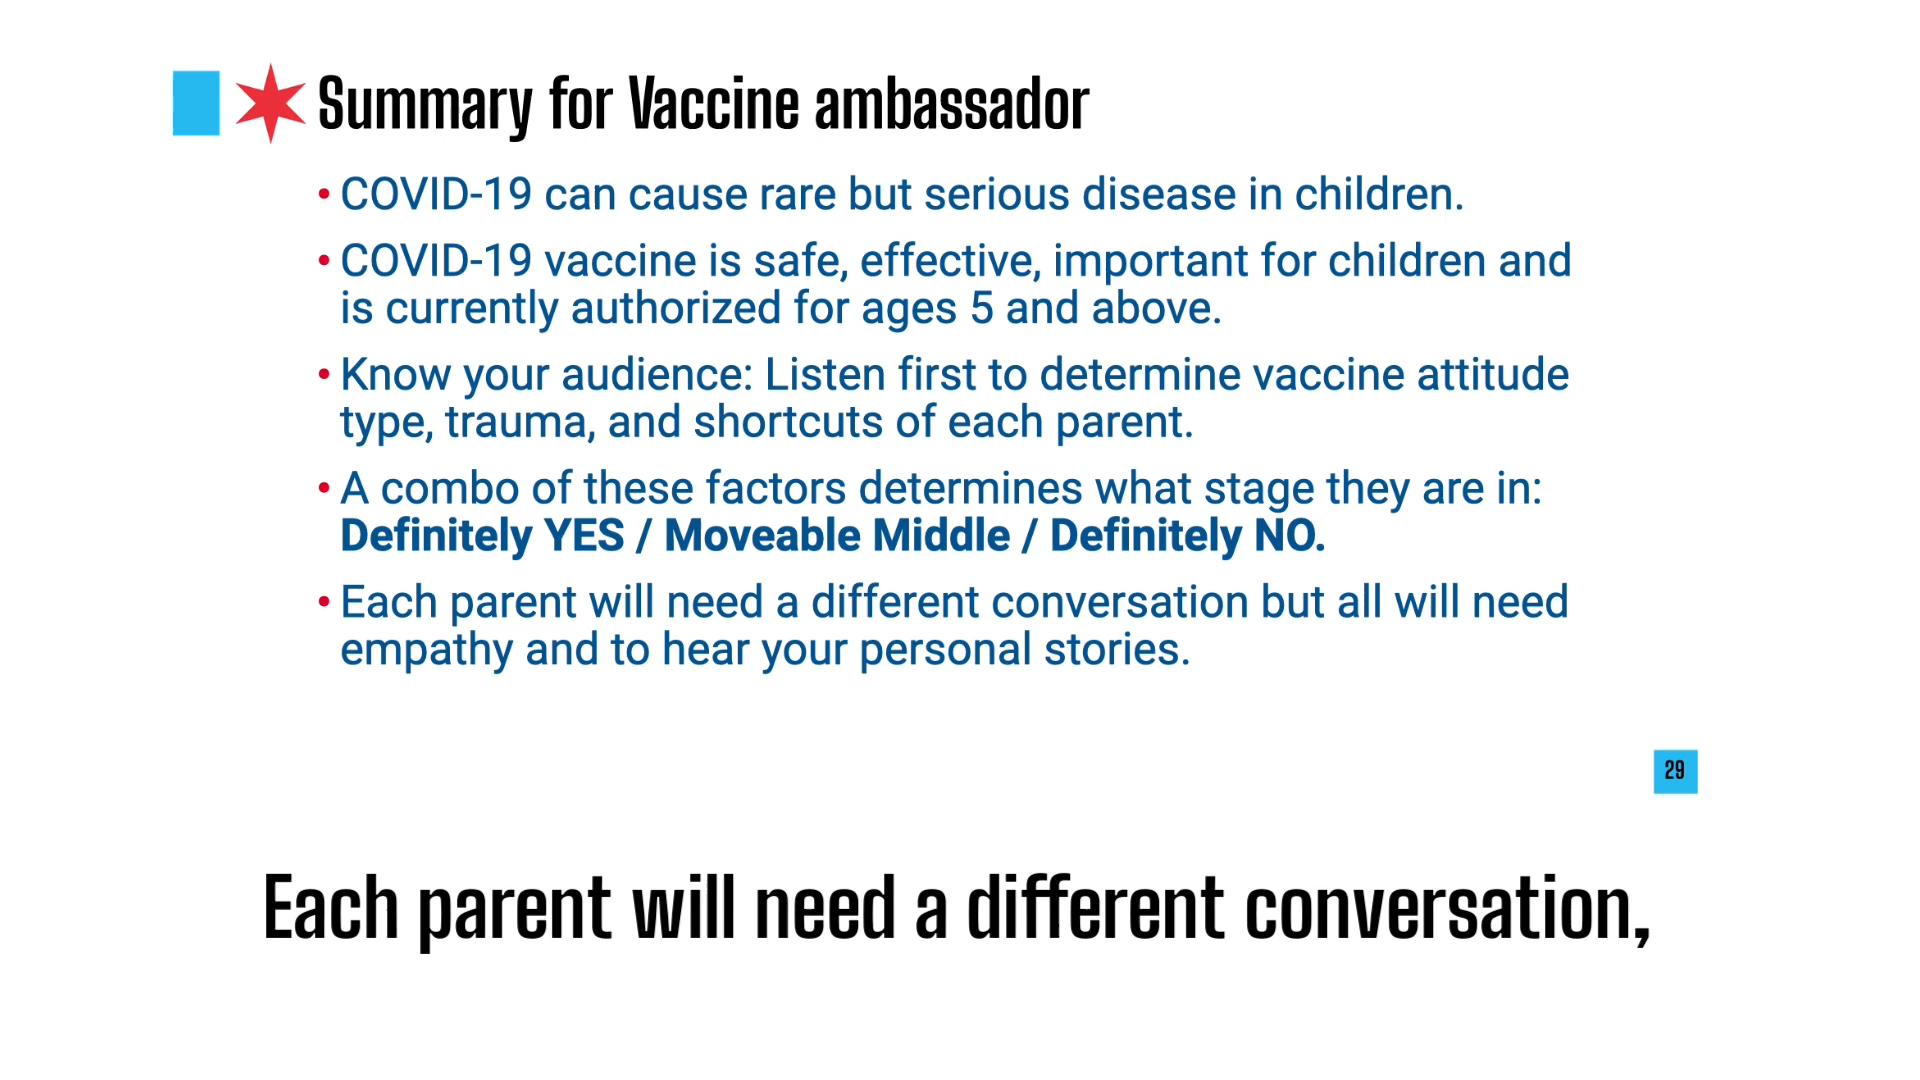 Summary for Vaccine ambassador
• COVID-19 can cause rare but serious disease in children.
• COVID-19 vaccine is safe, effective, important for children and
is currently authorized for ages 5 and above.
• Know your audience: Listen first to determine vaccine attitude
type, trauma, and shortcuts of each parent.
• A combo of these factors determines what stage they are in:
Definitely YES / Moveable Middle / Definitely NO.
• Each parent will need a different conversation but all will need
empathy and to hear your personal stories.
29
Each parent will need a different conversation,